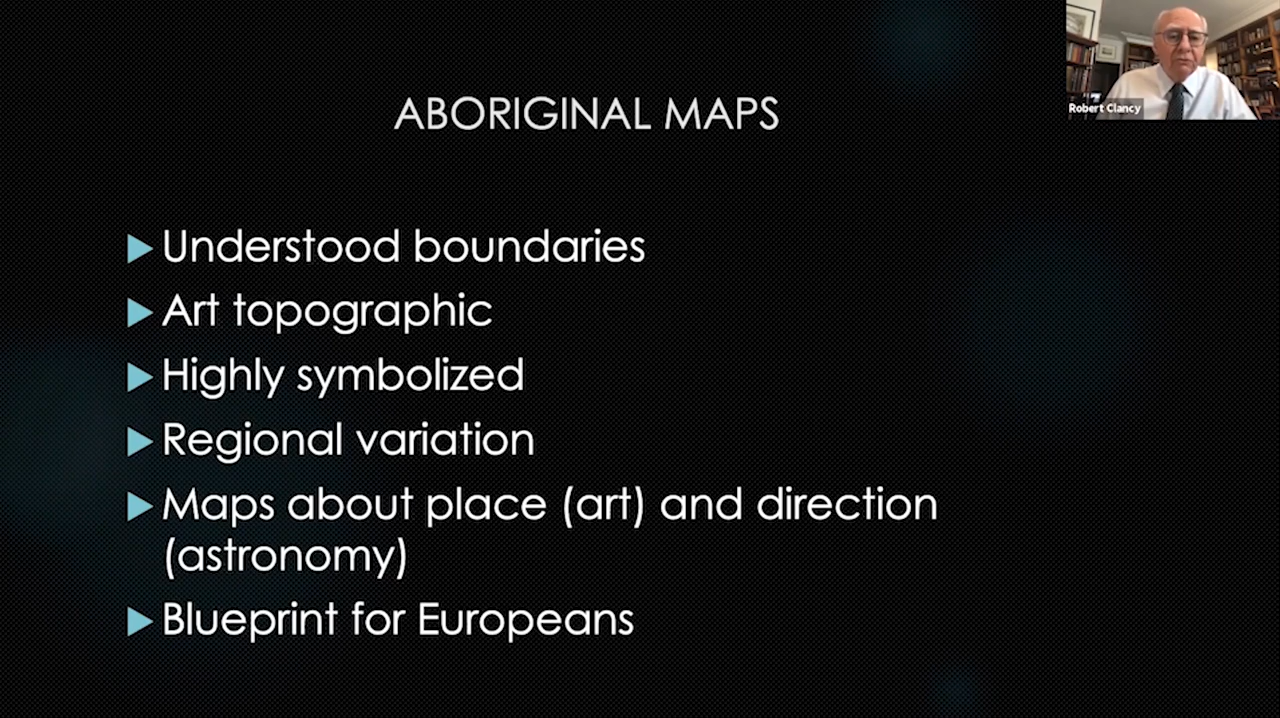 ABORIGINAL MAPS
Robert Clancy
Understood boundaries
Art topographic
Highly symbolized
Regional variation
Maps about place (art) and direction
(astronomy)
Blueprint for Europeans